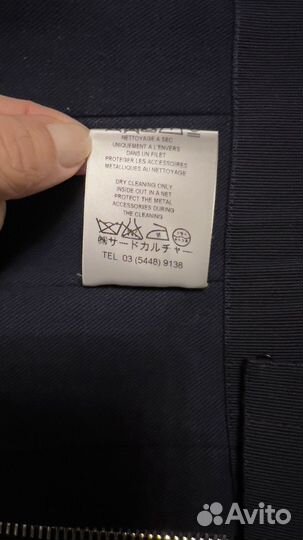 NETTOYAGE A SEC
UNIQUEMENT A L'ENVERS
DANS UN FILET
PROTEGER LES ACCESSOIRES
METALLIQUES AU NETTOYAGE
DRY CLEANING ONLY
INSIDE OUT IN A NET
PROTECT THE METAL
ACCESSORIES DURING
THE CLEANING
㈱サードカルチャー
TEL 03 (5448) 9138
Avito